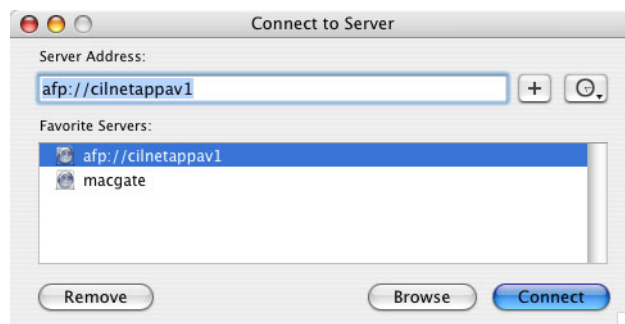 Connect to Server
Server Address:
afp://cilnetappav1
Favorite Servers:
afp://cilnetappav1
macgate
Remove Browse Connect